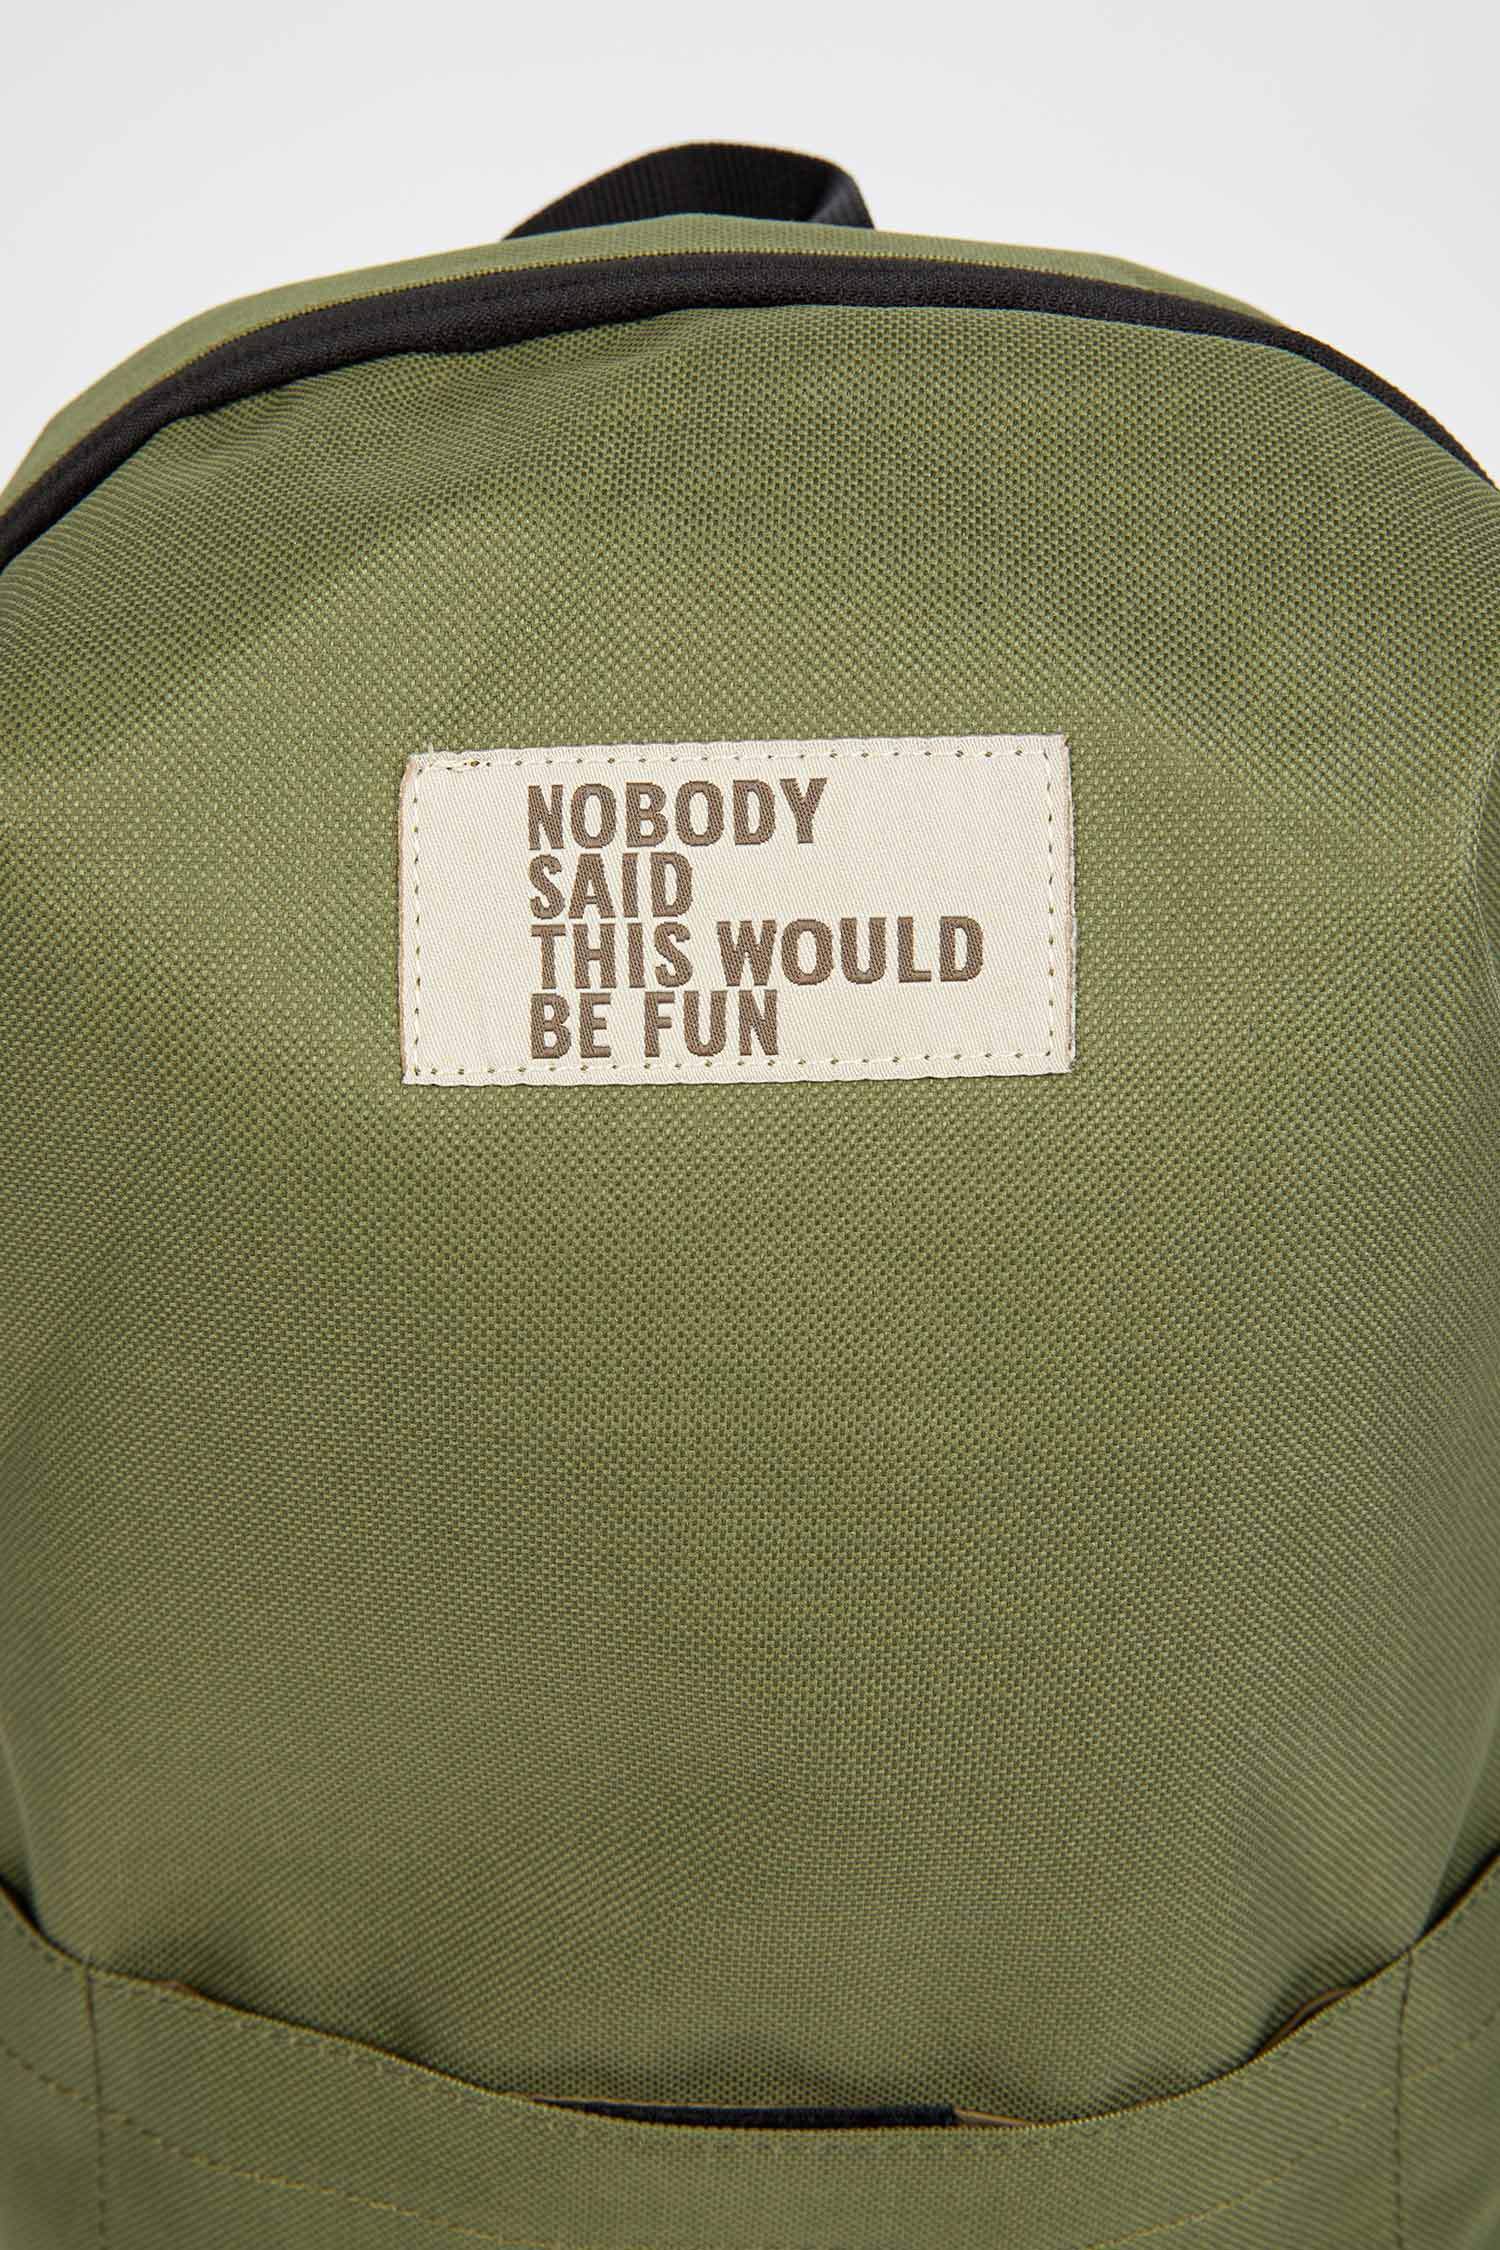 NOBODY
SAID
THIS WOULD
BE FUN